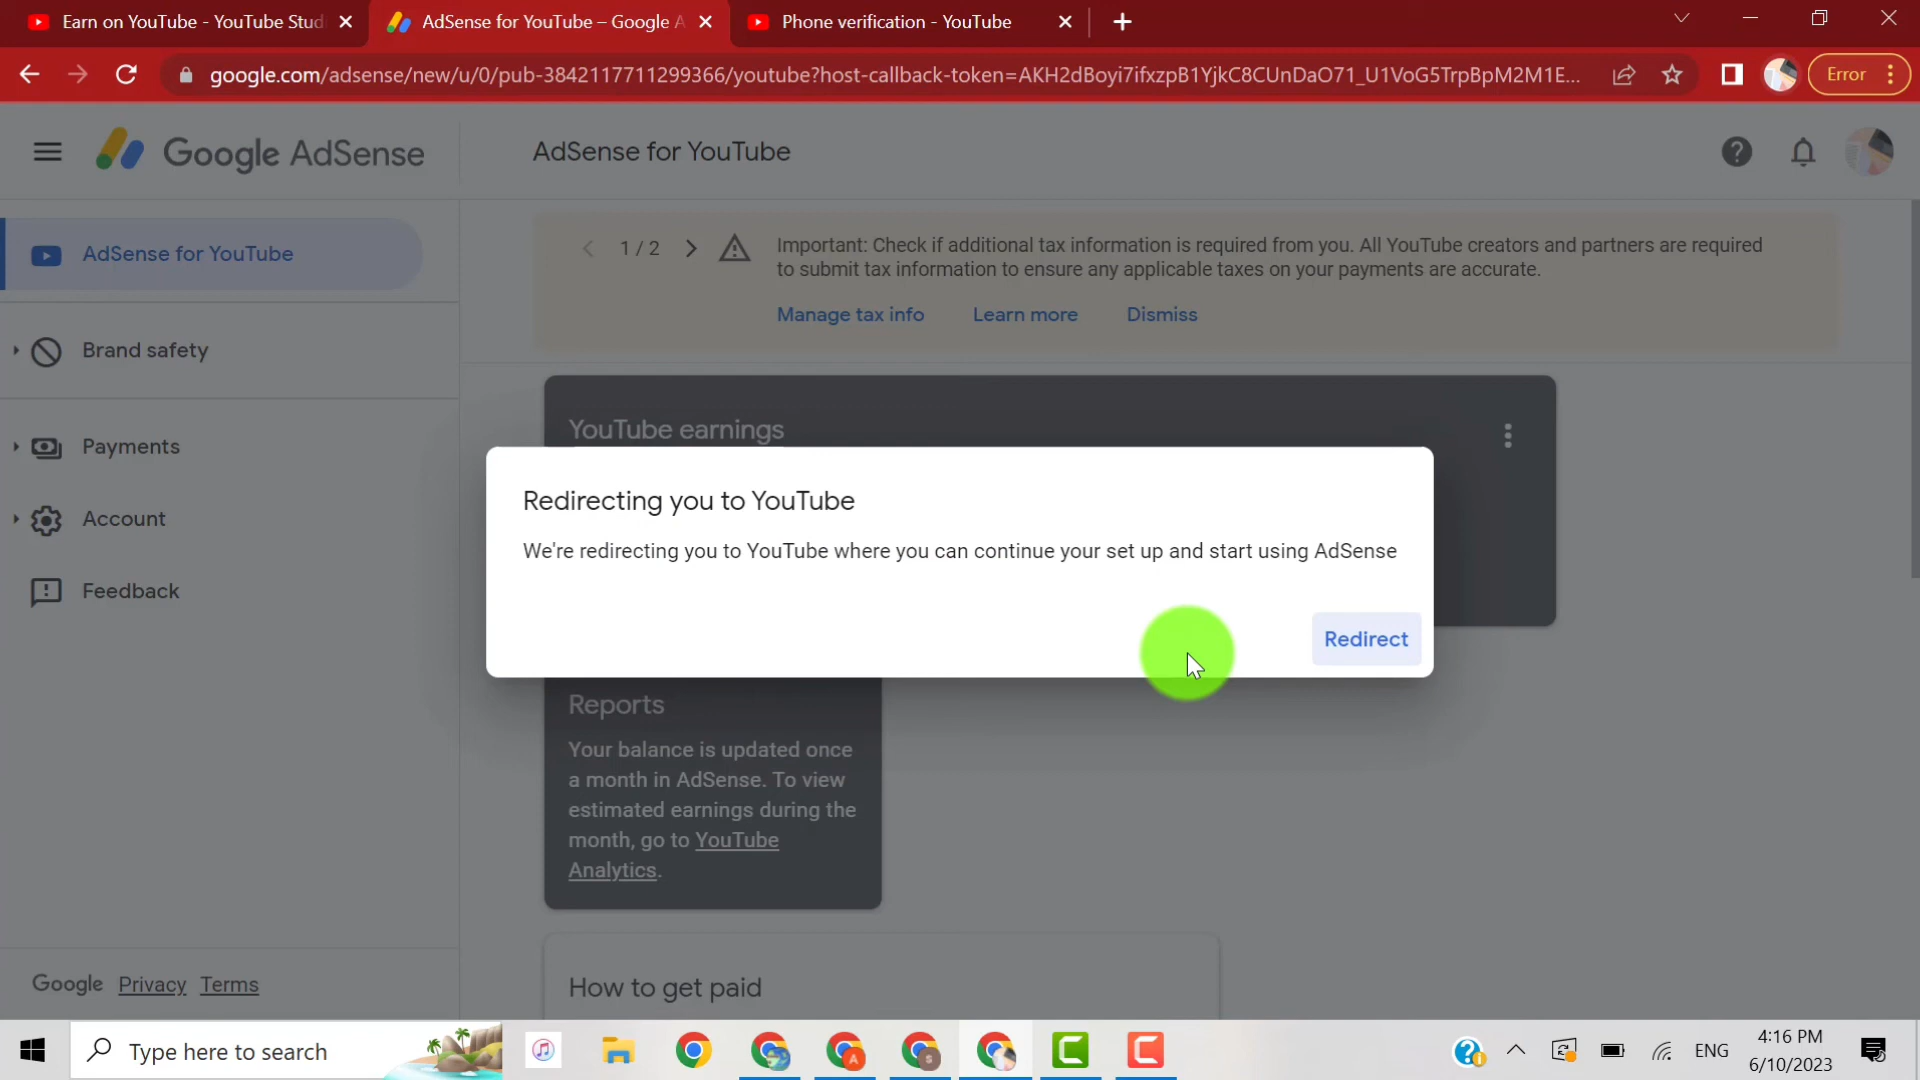 Earn on YouTube - YouTube Stud
AdSense for YouTube – Google A
Phone verification - YouTube
google.com/adsense/new/u/0/pub-3842117711299366/youtube?host-callback-token=AKH2dBoyi7ifxzpB1YjkC8CUnDaO71_U1VoG5TrpBpM2M1E...
Error
Google AdSense
AdSense for YouTube
AdSense for YouTube
1 / 2
Important: Check if additional tax information is required from you. All YouTube creators and partners are required
to submit tax information to ensure any applicable taxes on your payments are accurate.
Manage tax info
Learn more
Dismiss
Brand safety
Payments
Account
Feedback
YouTube earnings
Redirecting you to YouTube
We're redirecting you to YouTube where you can continue your set up and start using AdSense
Redirect
Reports
Your balance is updated once
a month in AdSense. To view
estimated earnings during the
month, go to YouTube
Analytics.
How to get paid
Google Privacy Terms
Type here to search
A
S
ENG
4:16 PM
6/10/2023